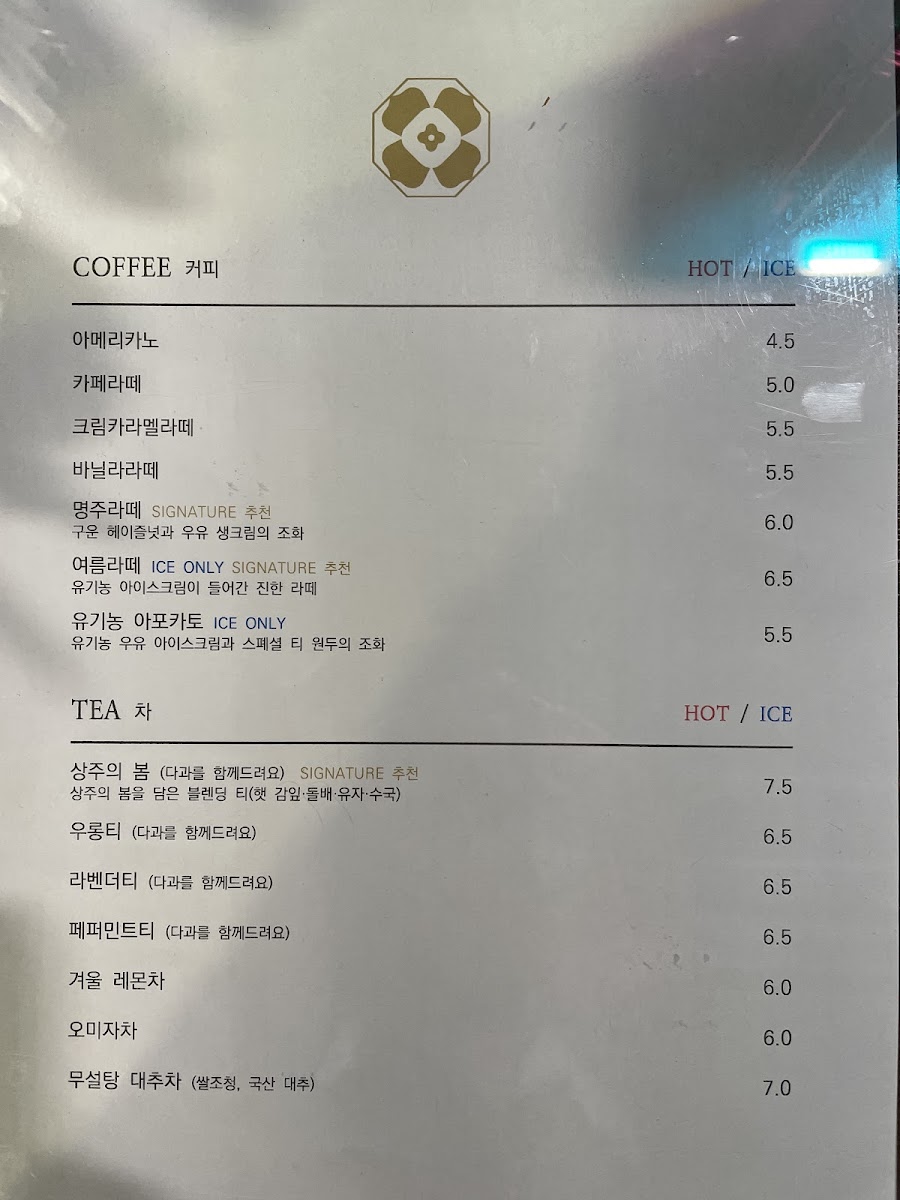 COFFEE 커피 HOT / ICE
아메리카노 4.5
카페라떼 5.0
크림카라멜라떼 5.5
바닐라라떼 5.5
명주라떼 SIGNATURE 추천
구운 헤이즐넛과 우유 생크림의 조화 6.0
여름라떼 ICE ONLY SIGNATURE 추천
유기농 아이스크림이 들어간 진한 라떼 6.5
유기농 아포카토 ICE ONLY
유기농 우유 아이스크림과 스폐셜 티 원두의 조화 5.5
TEA 차 HOT / ICE
상주의 봄 (다과를 함께드려요) SIGNATURE 추천
상주의 봄을 담은 블렌딩 티(햇 감잎·돌배·유자·수국) 7.5
우롱티 (다과를 함께드려요) 6.5
라벤더티 (다과를 함께드려요) 6.5
페퍼민트티 (다과를 함께드려요) 6.5
겨울 레몬차 6.0
오미자차 6.0
무설탕 대추차 (쌀조청, 국산 대추) 7.0